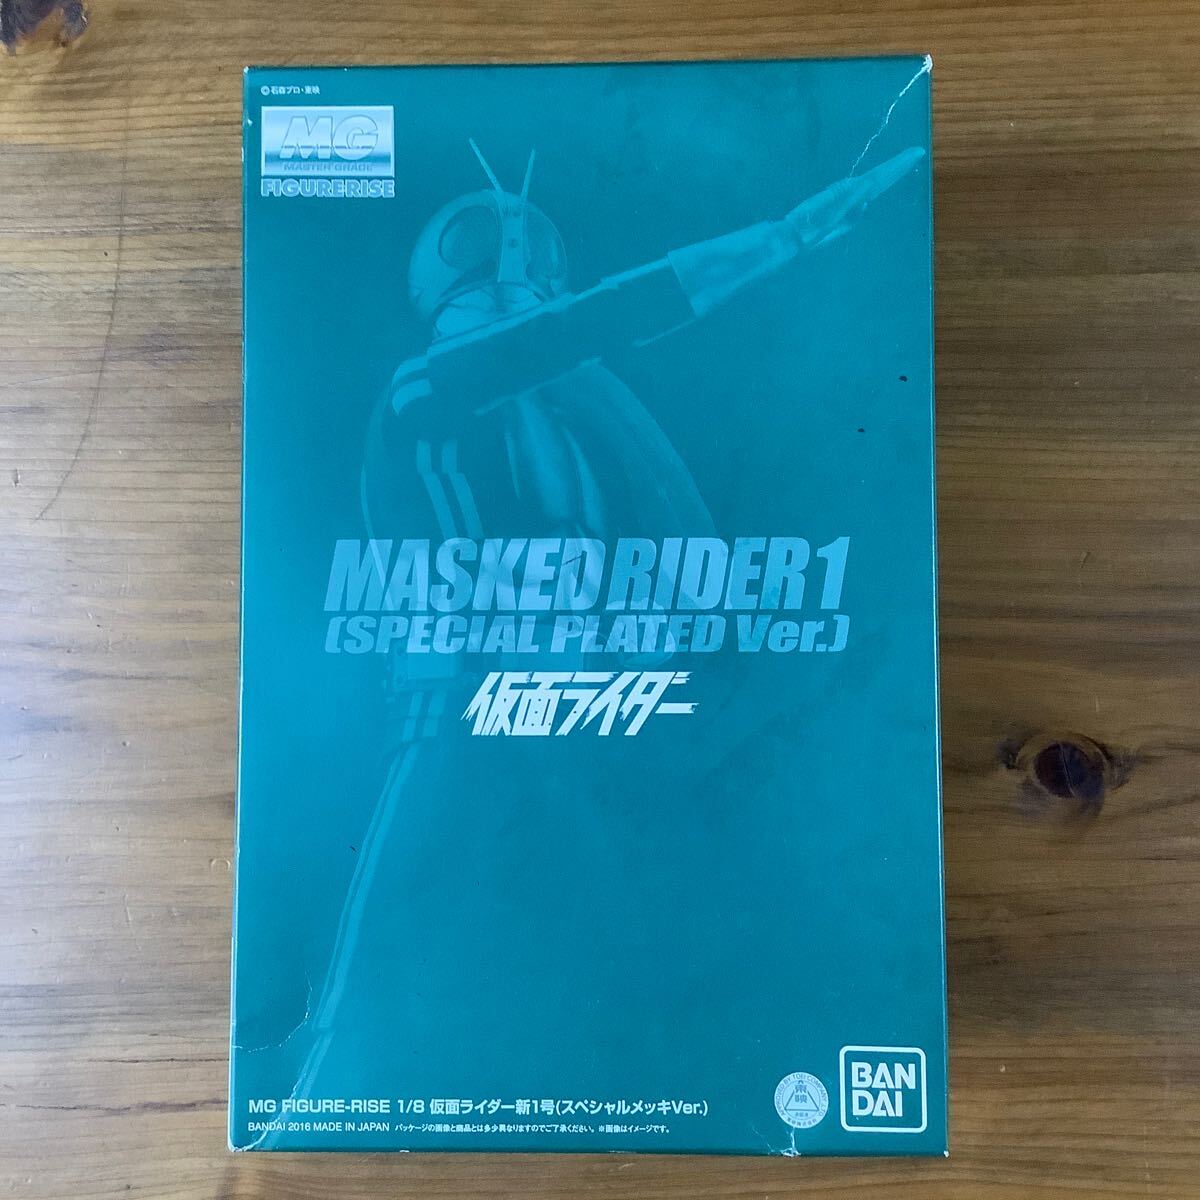 ©石森プロ・東映
MG
MASTER GRADE
FIGURERISE
MASKED RIDER 1
(SPECIAL PLATED Ver.)
仮面ライダー
MG FIGURE-RISE 1/8 仮面ライダー新1号(スペシャルメッキVer.)
BANDAI 2016 MADE IN JAPAN パッケージの画像と商品とは多少異なりますのでご了承ください。※画像はイメージです。
東映
BAN
DAI